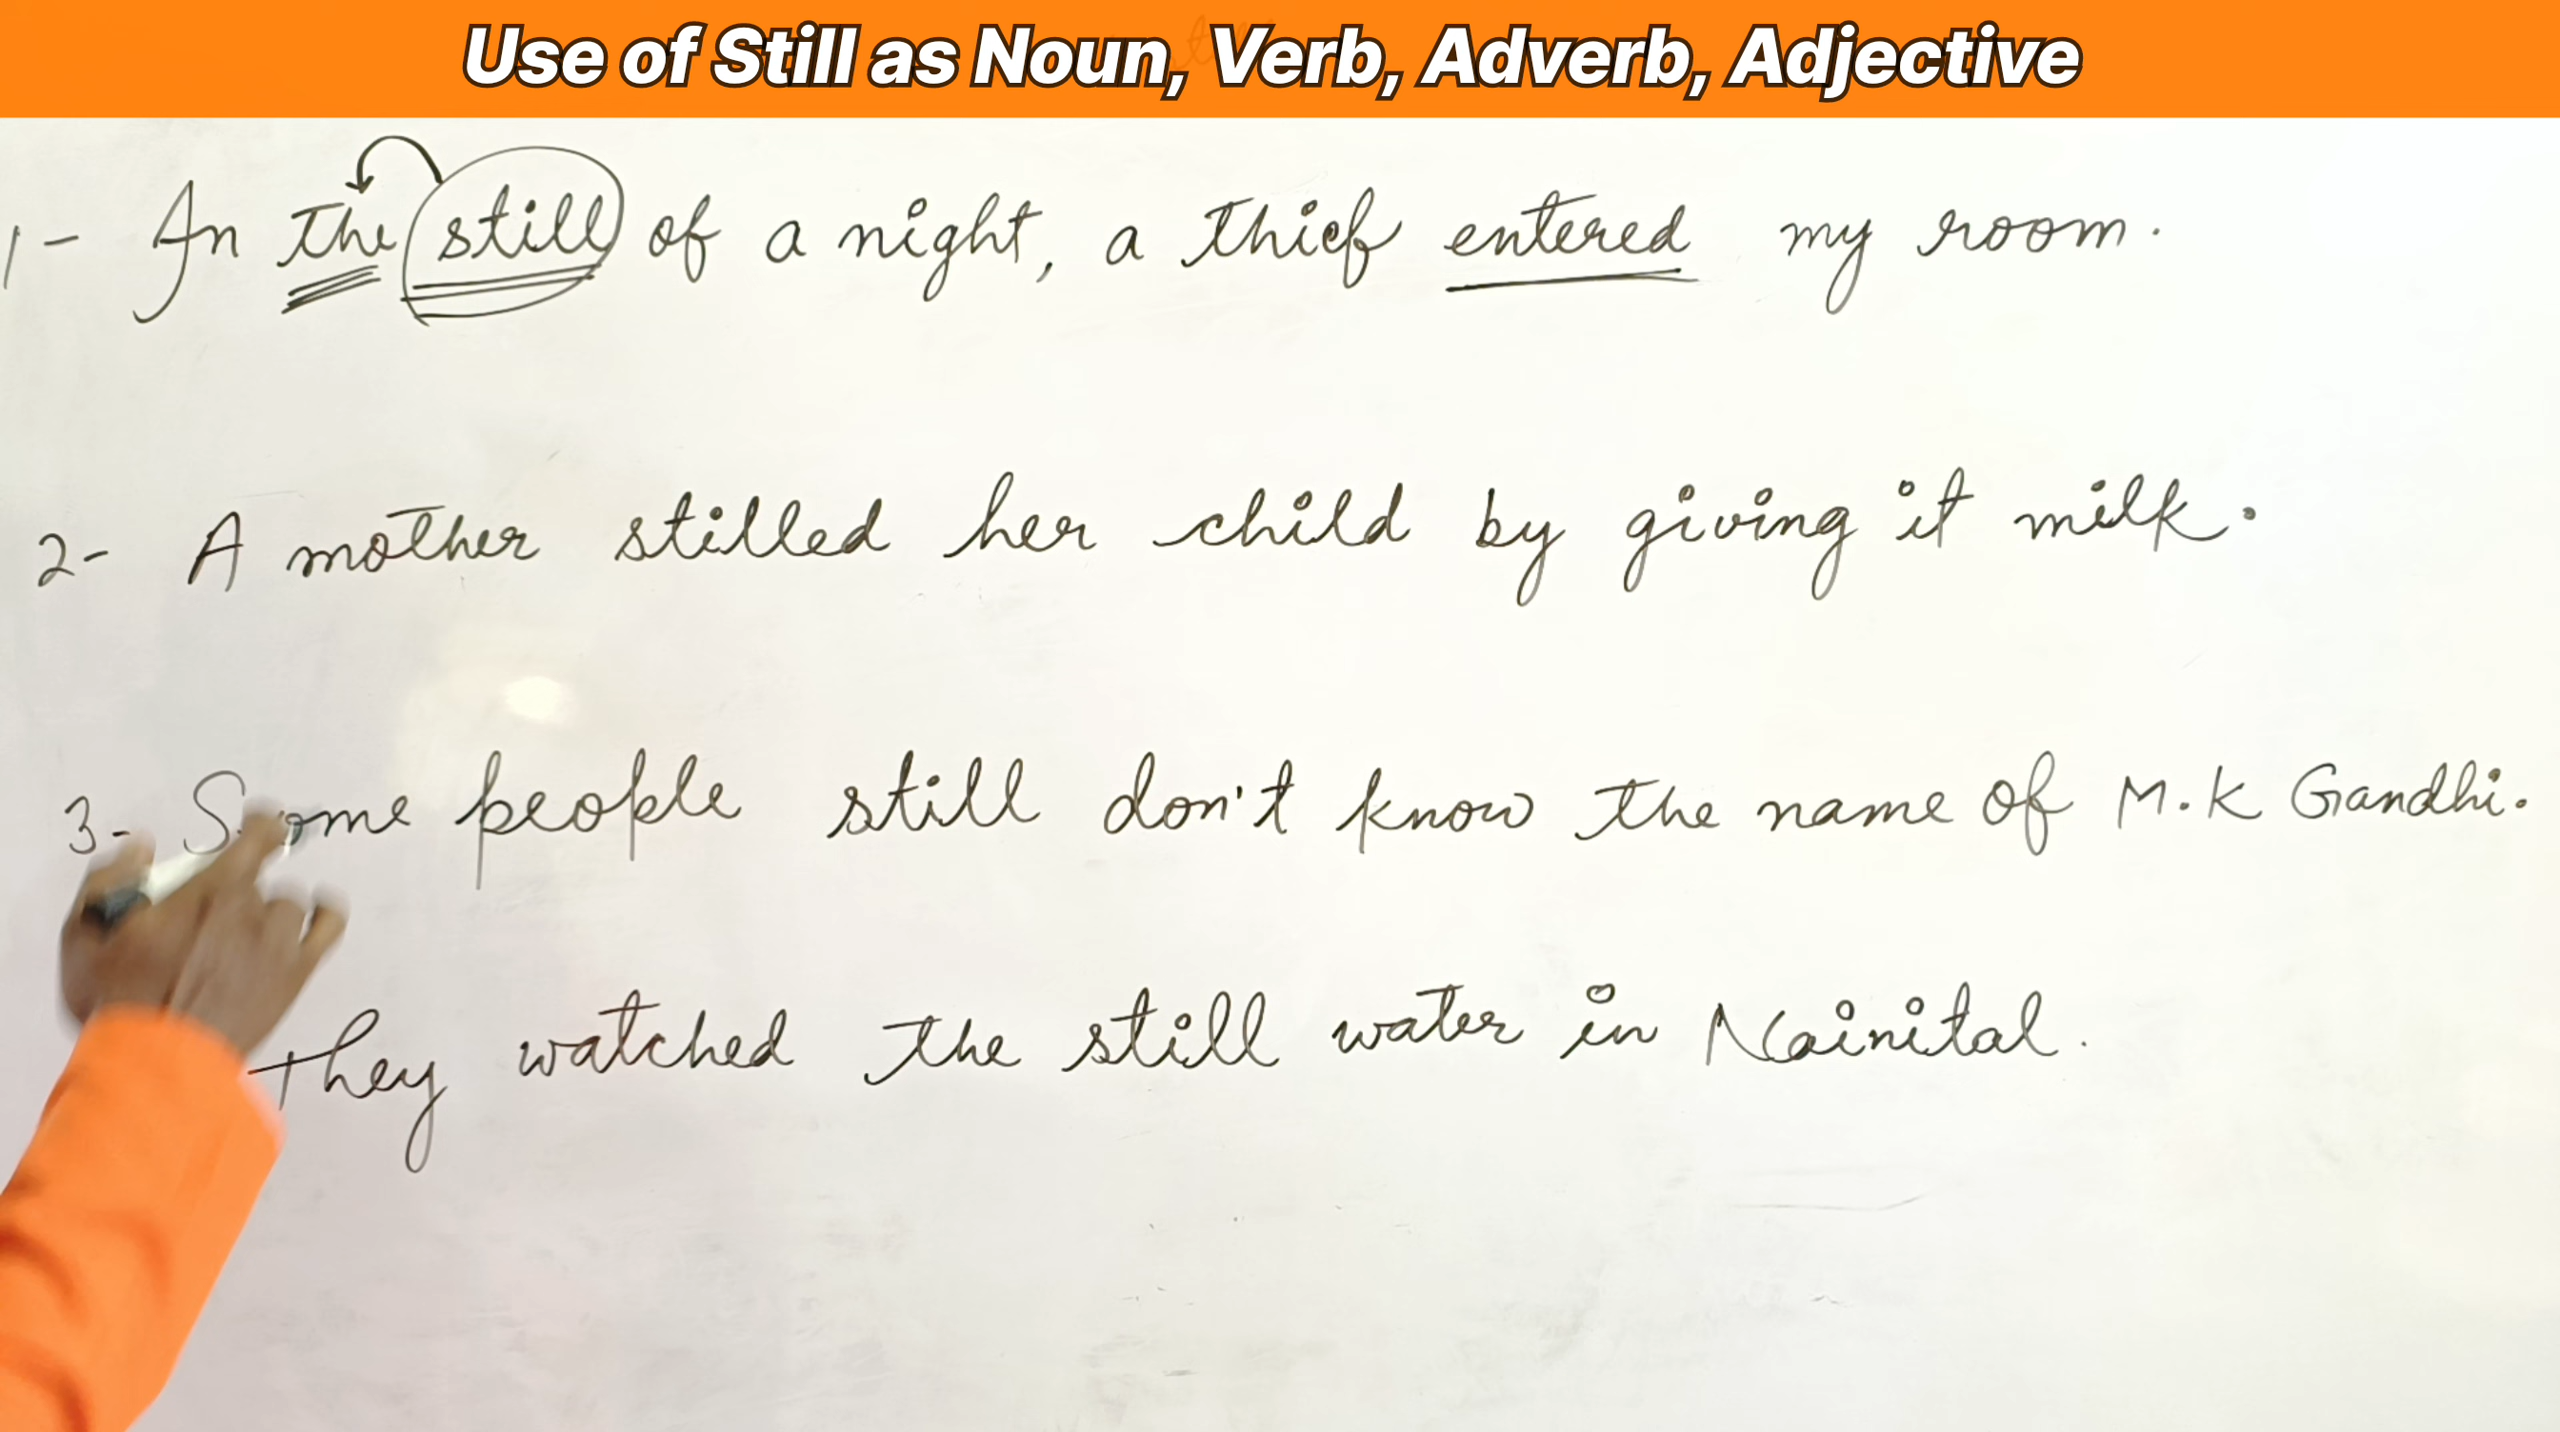 Use of Still as Noun, Verb, Adverb, Adjective
1- In the still of a night, a thief entered my room.
2- A mother stilled her child by giving it milk.
3- Some people still don't know the name of M.K Gandhi.
They watched the still water in Nainital.